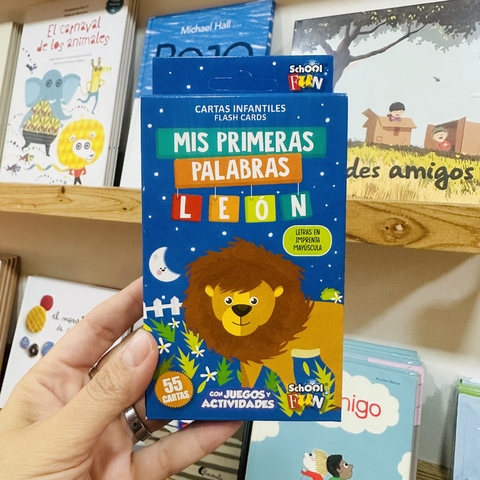 El carnaval
de los animales
Michael Hall
Rojo
des amigos
School
FUN
CARTAS INFANTILES
FLASH CARDS
MIS PRIMERAS
PALABRAS
LEÓN
LETRAS EN
IMPRENTA
MAYÚSCULA
55
CARTAS
CON JUEGOS Y
ACTIVIDADES
School
FUN
migo